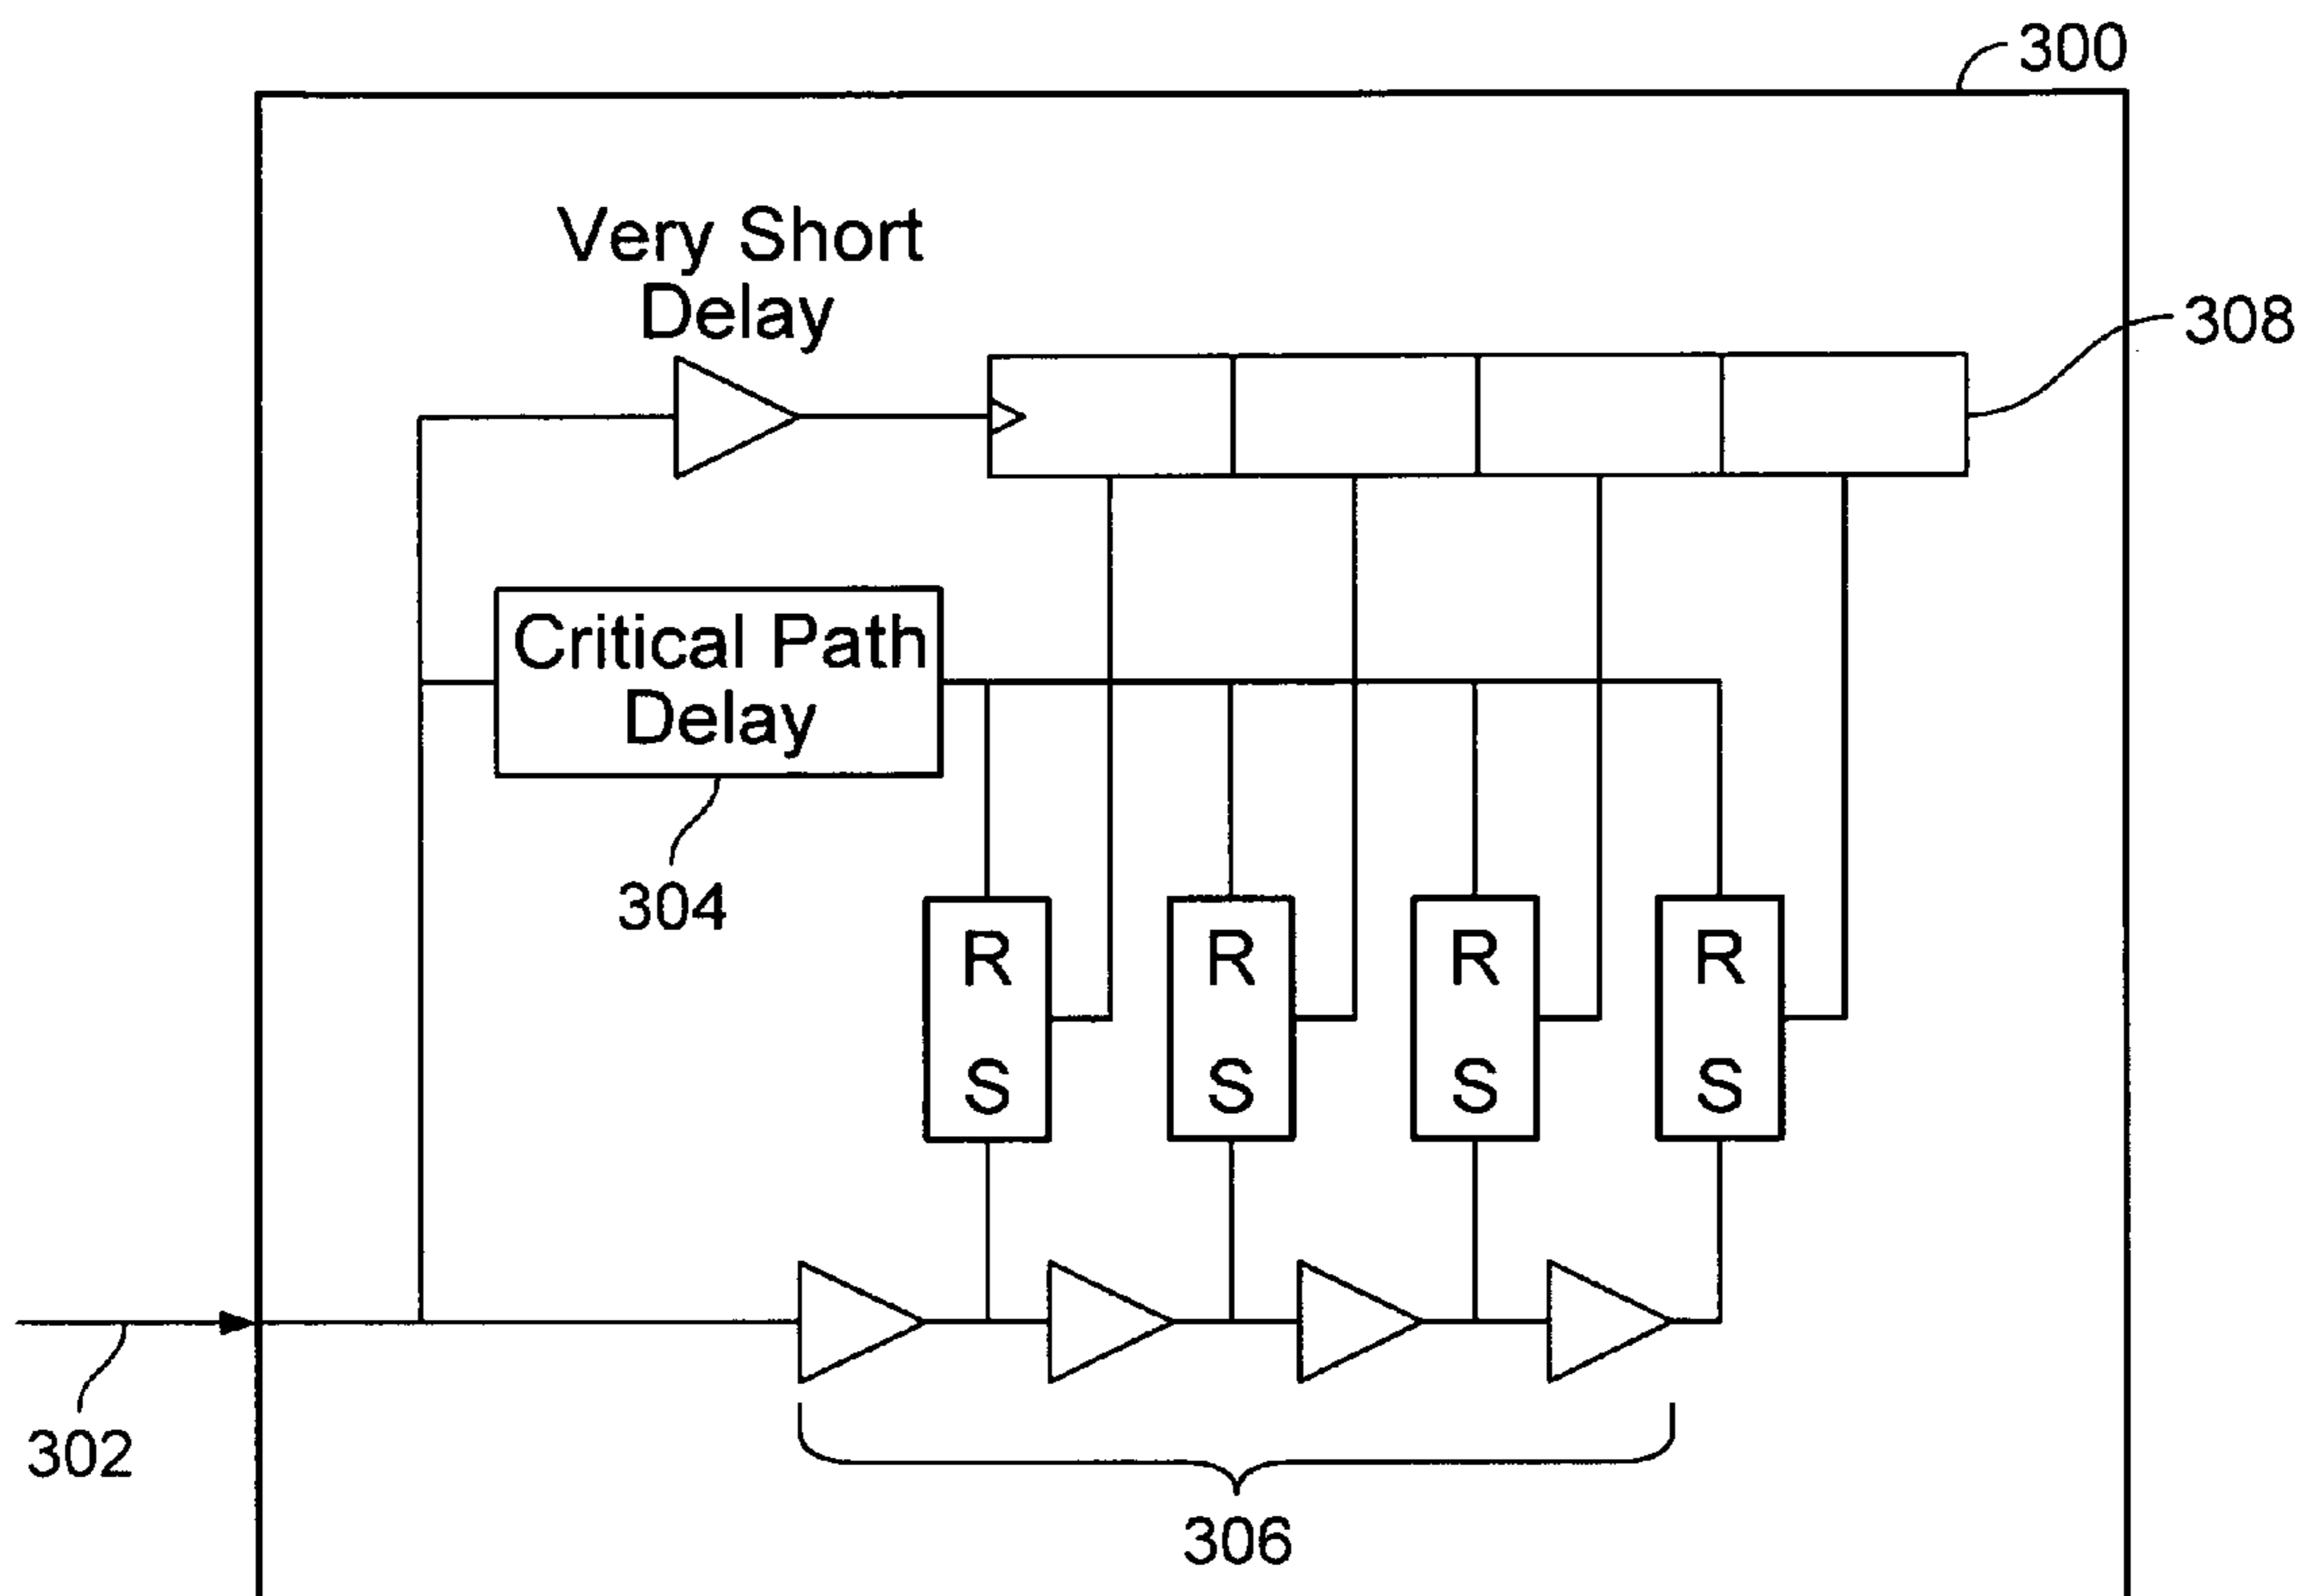 300
Very Short
Delay
308
Critical Path
Delay
304
R R R R
S S S S
302
306